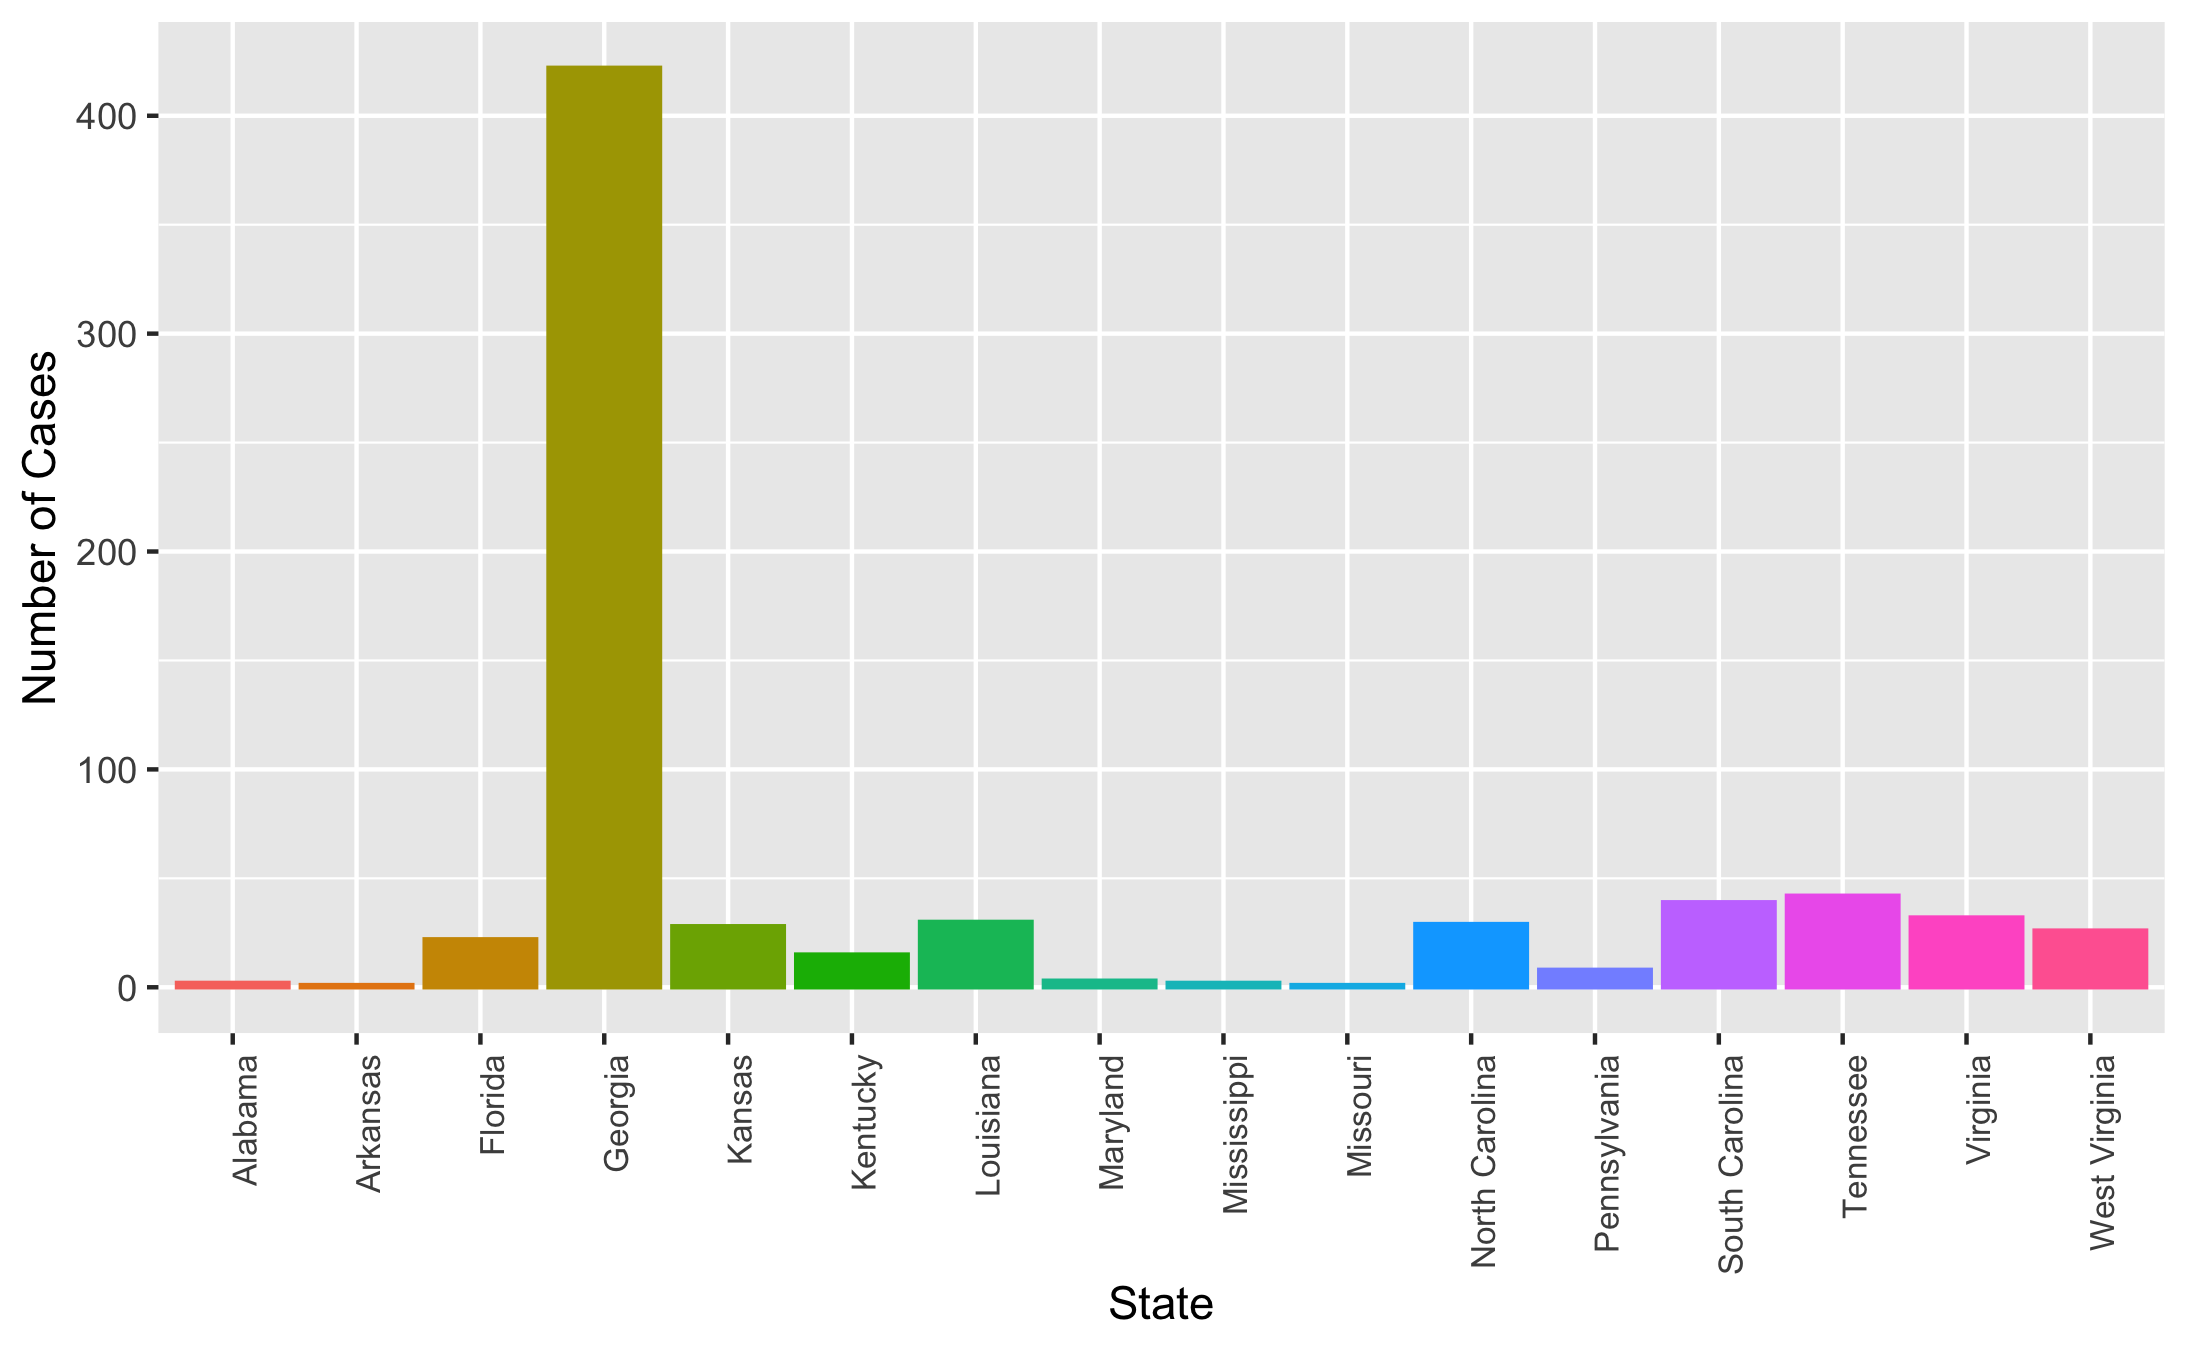 Number of Cases
400
300
200
100
0
Alabama
Arkansas
Florida
Georgia
Kansas
Kentucky
Louisiana
Maryland
Mississippi
Missouri
North Carolina
Pennsylvania
South Carolina
Tennessee
Virginia
West Virginia
State